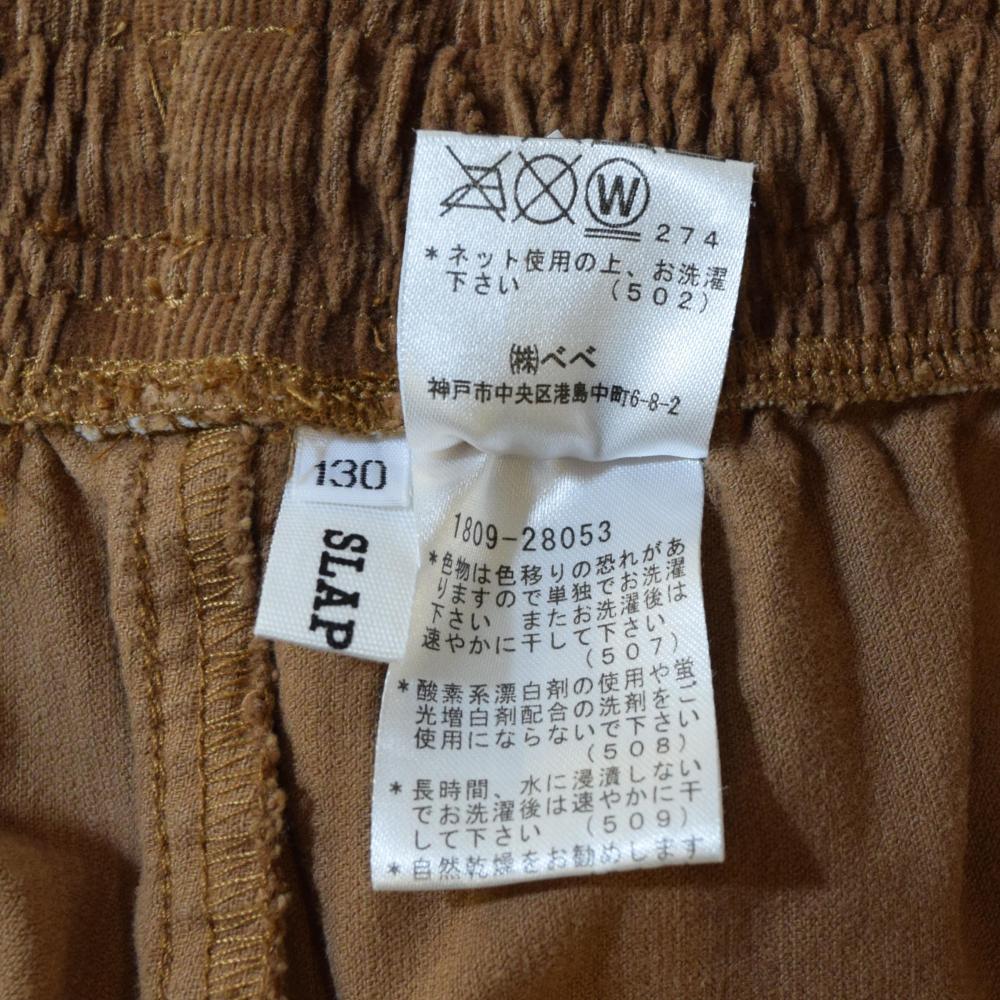 W
274
*ネット使用の上、お洗濯
下さい (502)
㈱べべ
神戸市中央区港島中町6-8-2
130
SLAP
1809-28053
*色物は色移りの恐れがあ
りますので単独でお洗濯
下さい またお洗濯後は
速やかに干して下さい
(507)
*酸素系漂白剤の使用や蛍
光増白剤配合の洗剤をご
使用にならないで下さい
(508)
*長時間、水に浸漬しない
でお洗濯後は速やかに干
して下さい (509)
*自然乾燥をお勧めします